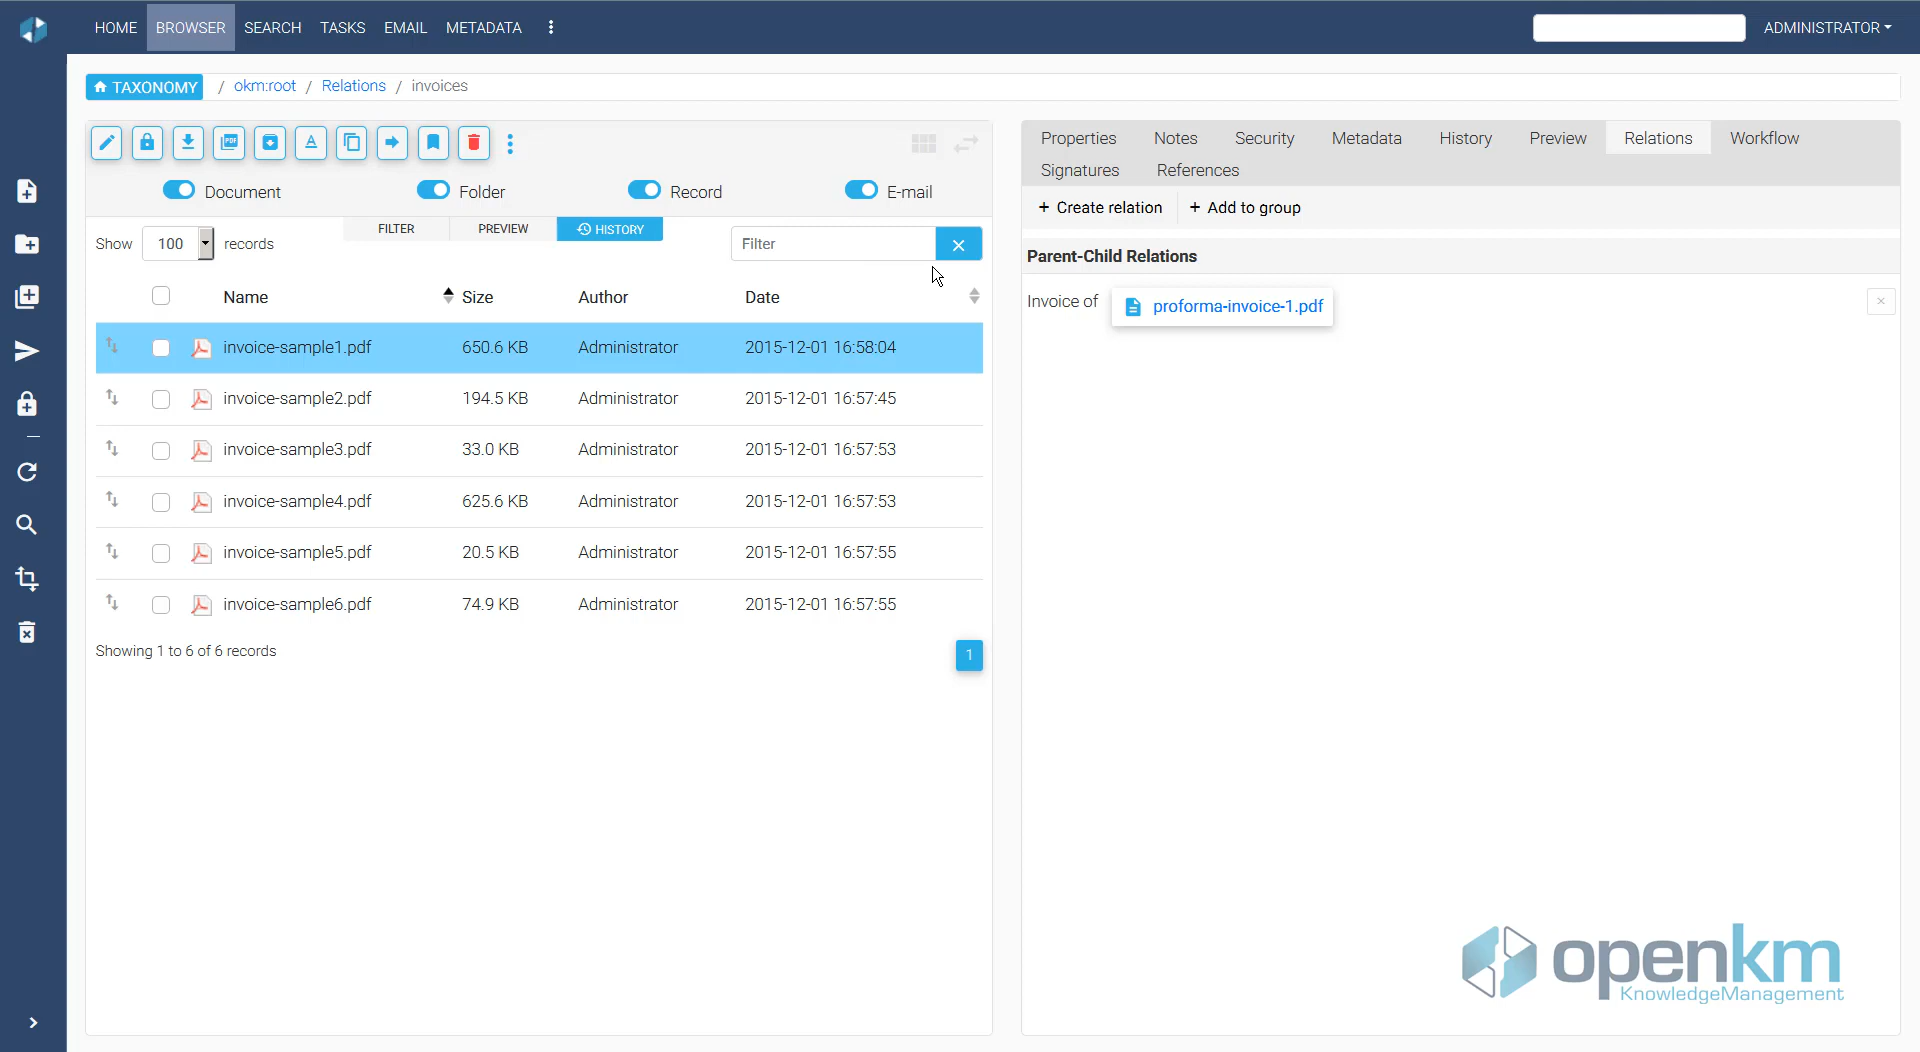 HOME BROWSER SEARCH TASKS EMAIL METADATA ADMINISTRATOR
TAXONOMY / okm:root / Relations / invoices
PDF A
Document Folder Record E-mail
FILTER PREVIEW HISTORY
Show 100 records Filter
Name Size Author Date
invoice-sample1.pdf 650.6 KB Administrator 2015-12-01 16:58:04
invoice-sample2.pdf 194.5 KB Administrator 2015-12-01 16:57:45
invoice-sample3.pdf 33.0 KB Administrator 2015-12-01 16:57:53
invoice-sample4.pdf 625.6 KB Administrator 2015-12-01 16:57:53
invoice-sample5.pdf 20.5 KB Administrator 2015-12-01 16:57:55
invoice-sample6.pdf 74.9 KB Administrator 2015-12-01 16:57:55
Showing 1 to 6 of 6 records 1
Properties Notes Security Metadata History Preview Relations Workflow
Signatures References
+ Create relation + Add to group
Parent-Child Relations
Invoice of proforma-invoice-1.pdf
openkm
KnowledgeManagement